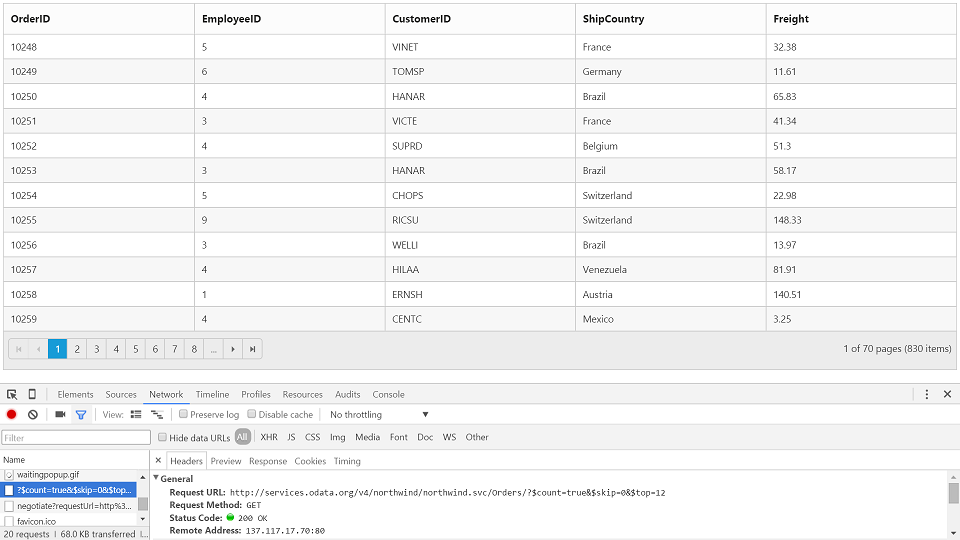 OrderID EmployeeID CustomerID ShipCountry Freight
10248 5 VINET France 32.38
10249 6 TOMSP Germany 11.61
10250 4 HANAR Brazil 65.83
10251 3 VICTE France 41.34
10252 4 SUPRD Belgium 51.3
10253 3 HANAR Brazil 58.17
10254 5 CHOPS Switzerland 22.98
10255 9 RICSU Switzerland 148.33
10256 3 WELLI Brazil 13.97
10257 4 HILAA Venezuela 81.91
10258 1 ERNSH Austria 140.51
10259 4 CENTC Mexico 3.25
1 2 3 4 5 6 7 8 ... 1 of 70 pages (830 items)
Elements Sources Network Timeline Profiles Resources Audits Console
View: Preserve log Disable cache No throttling
Filter Hide data URLs All XHR JS CSS Img Media Font Doc WS Other
Name Headers Preview Response Cookies Timing
waitingpopup.gif General
?$count=true&$skip=0&$top... Request URL: http://services.odata.org/v4/northwind/northwind.svc/Orders/?$count=true&$skip=0&$top=12
negotiate?requestUrl=http%3... Request Method: GET
favicon.ico Status Code: 200 OK
20 requests | 68.0 KB transferred |... Remote Address: 137.117.17.70:80